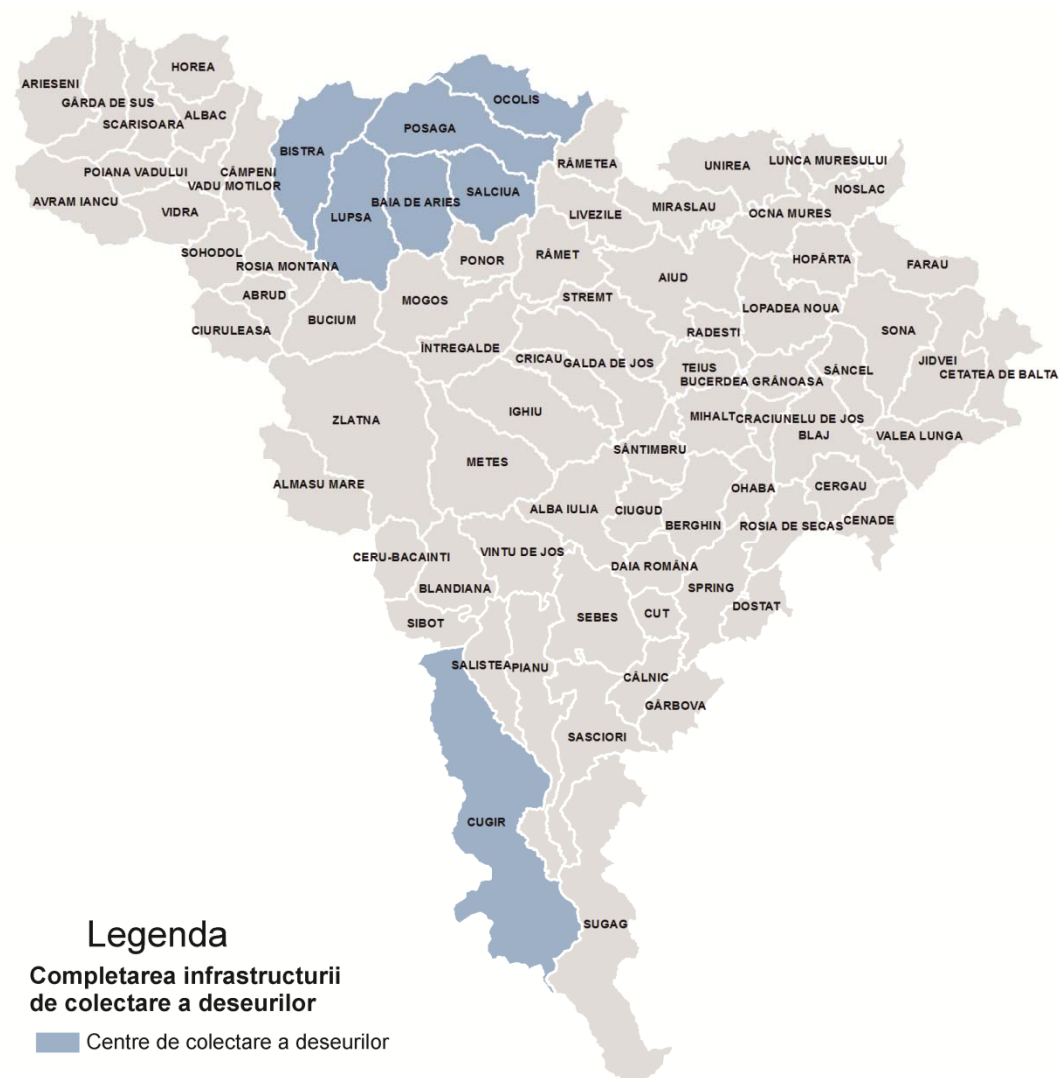 HOREA
ARIESENI
GÂRDA DE SUS
SCARISOARA
ALBAC
OCOLIS
POSAGA
BISTRA
RÂMETEA
UNIREA
LUNCA MURESULUI
NOSLAC
POIANA VADULUI
CÂMPENI
VADU MOTILOR
AVRAM IANCU
VIDRA
BAIA DE ARIES
SALCIUA
LUPSA
LIVEZILE
MIRASLAU
OCNA MURES
SOHODOL
ROSIA MONTANA
PONOR
RÂMET
HOPÂRTA
FARAU
AIUD
ABRUD
MOGOS
STREMT
LOPADEA NOUA
BUCIUM
CIURULEASA
RADESTI
SONA
ÎNTREGALDE
CRICAU
GALDA DE JOS
TEIUS
BUCERDEA GRÂNOASA
SÂNCEL
JIDVEI
CETATEA DE BALTA
IGHIU
ZLATNA
MIHALT
CRACIUNELU DE JOS
BLAJ
VALEA LUNGA
METES
SÂNTIMBRU
ALMASU MARE
OHABA
CERGAU
ALBA IULIA
CIUGUD
BERGHIN
ROSIA DE SECAS
CENADE
CERU-BACAINTI
VINTU DE JOS
DAIA ROMÂNA
BLANDIANA
SPRING
DOSTAT
SIBOT
SEBES
CUT
SALISTEA
PIANU
CÂLNIC
GÂRBOVA
SASCIORI
CUGIR
SUGAG
Legenda
Completarea infrastructurii
de colectare a deseurilor
Centre de colectare a deseurilor